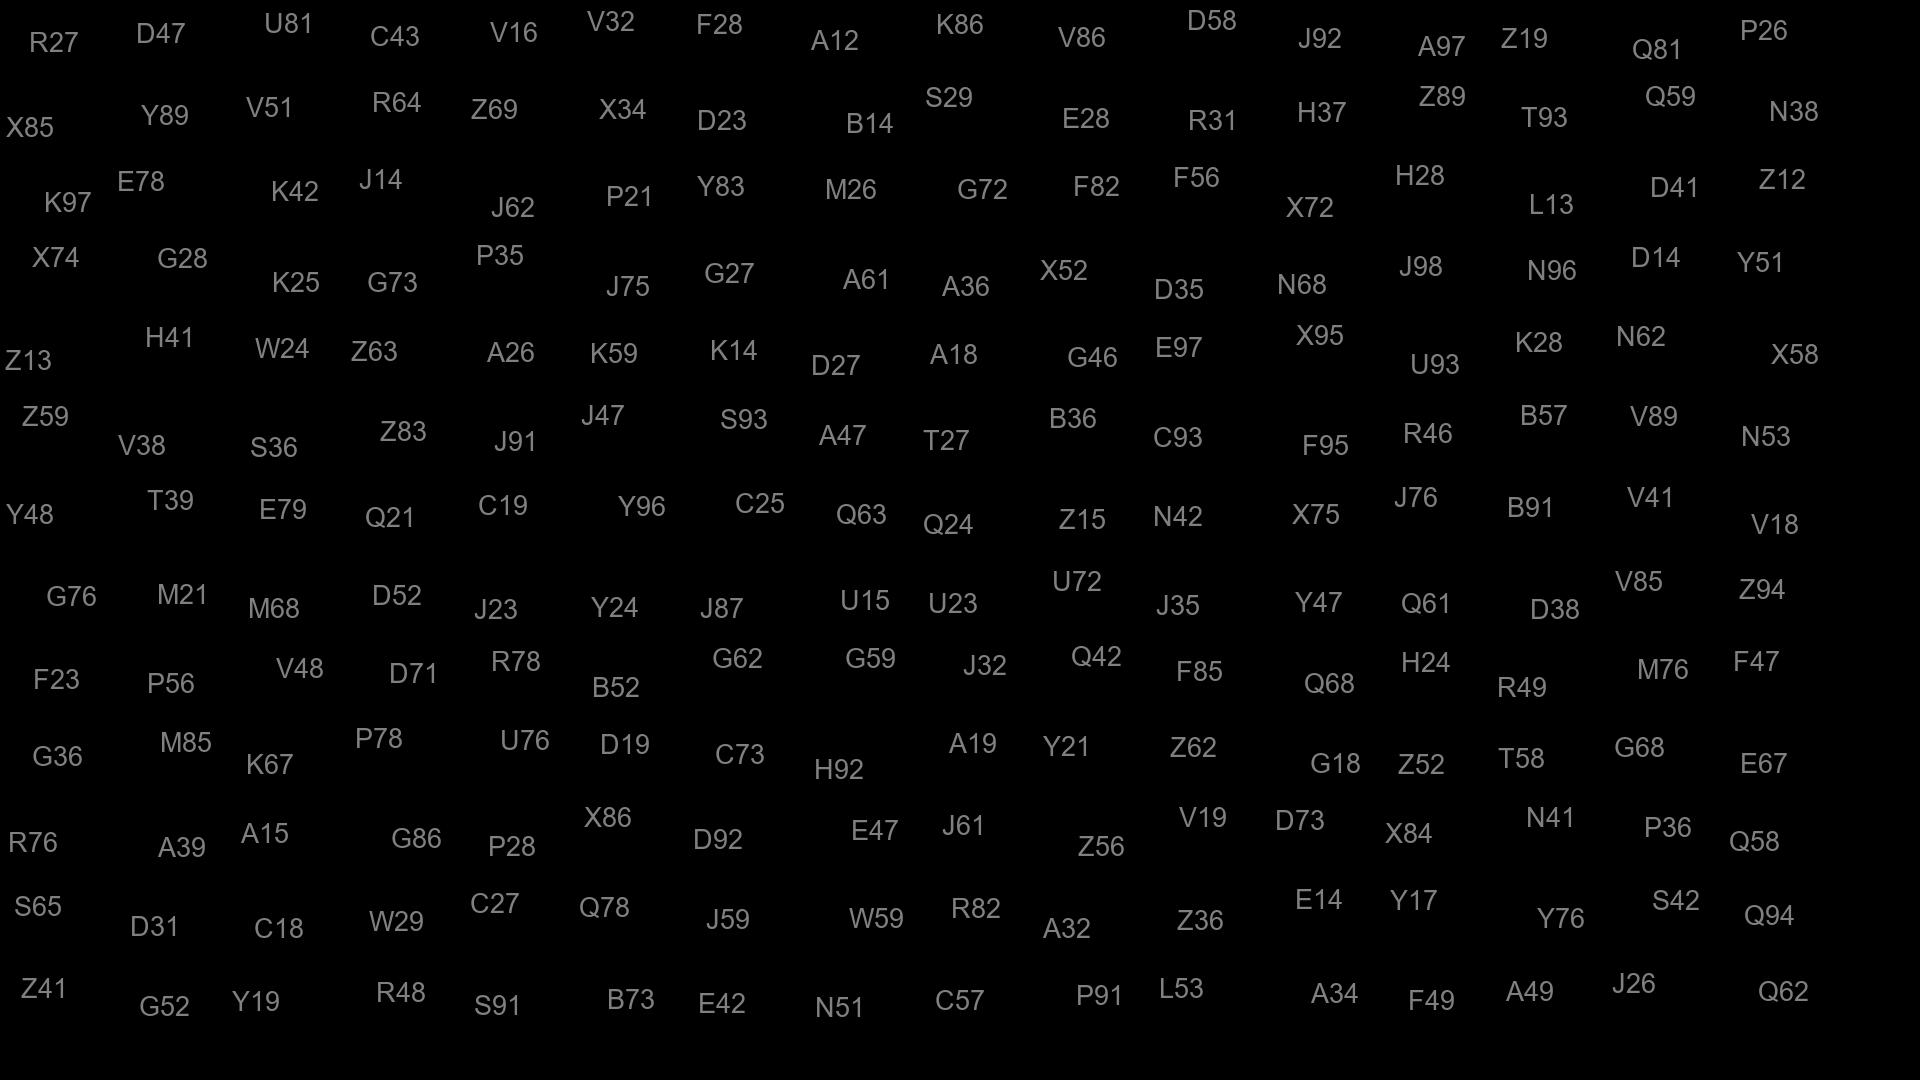 R27 D47 U81 C43 V16 V32 F28 A12 K86 V86 D58 J92 A97 Z19 Q81 P26
X85 Y89 V51 R64 Z69 X34 D23 B14 S29 E28 R31 H37 Z89 T93 Q59 N38
K97 E78 K42 J14 J62 P21 Y83 M26 G72 F82 F56 X72 H28 L13 D41 Z12
X74 G28 K25 G73 P35 J75 G27 A61 A36 X52 D35 N68 J98 N96 D14 Y51
Z13 H41 W24 Z63 A26 K59 K14 D27 A18 G46 E97 X95 U93 K28 N62 X58
Z59 V38 S36 Z83 J91 J47 S93 A47 T27 B36 C93 F95 R46 B57 V89 N53
Y48 T39 E79 Q21 C19 Y96 C25 Q63 Q24 Z15 N42 X75 J76 B91 V41 V18
G76 M21 M68 D52 J23 Y24 J87 U15 U23 U72 J35 Y47 Q61 D38 V85 Z94
F23 P56 V48 D71 R78 B52 G62 G59 J32 Q42 F85 Q68 H24 R49 M76 F47
G36 M85 K67 P78 U76 D19 C73 H92 A19 Y21 Z62 G18 Z52 T58 G68 E67
R76 A39 A15 G86 P28 X86 D92 E47 J61 Z56 V19 D73 X84 N41 P36 Q58
S65 D31 C18 W29 C27 Q78 J59 W59 R82 A32 Z36 E14 Y17 Y76 S42 Q94
Z41 G52 Y19 R48 S91 B73 E42 N51 C57 P91 L53 A34 F49 A49 J26 Q62